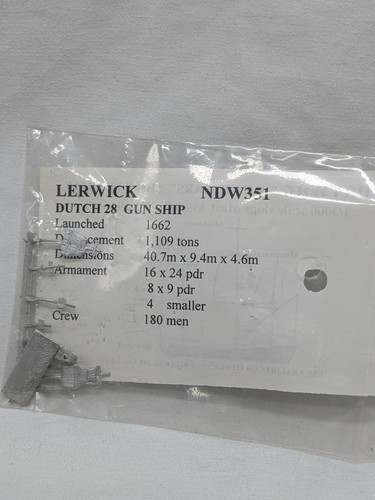 LERWICK NDW351
DUTCH 28 GUN SHIP
Launched 1662
Displacement 1,109 tons
Dimensions 40.7m x 9.4m x 4.6m
Armament 16 x 24 pdr
8 x 9 pdr
4 smaller
Crew 180 men